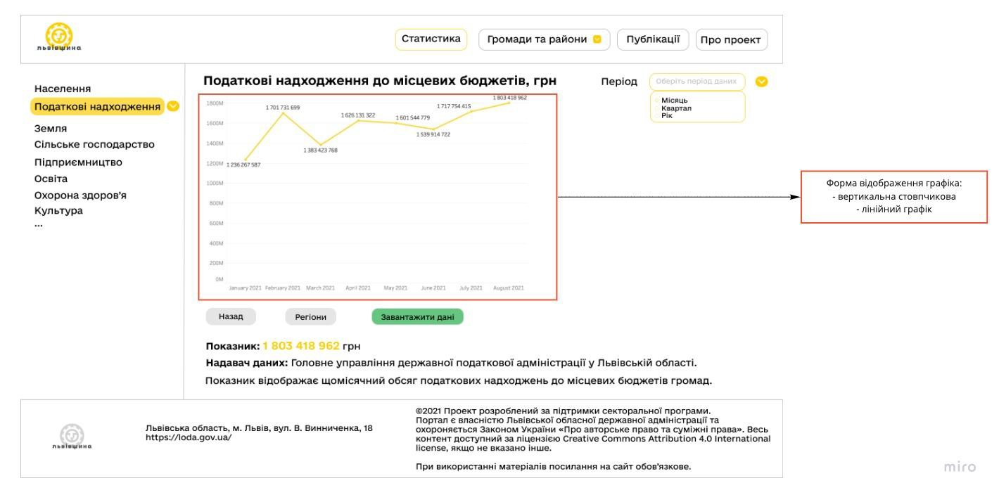 львівщина
Статистика
Громади та райони
Публікації
Про проект
Населення
Податкові надходження
Земля
Сільське господарство
Підприємництво
Освіта
Охорона здоров'я
Культура
...
Податкові надходження до місцевих бюджетів, грн
Період
Оберіть період даних
Місяць
Квартал
Рік
1800M
1600M
1400M
1200M
1000M
800M
600M
400M
200M
0M
1 236 267 587
1 701 731 699
1 383 423 768
1 626 131 322
1 601 544 779
1 539 914 722
1 717 754 415
1 803 418 962
January 2021
February 2021
March 2021
April 2021
May 2021
June 2021
July 2021
August 2021
Форма відображення графіка:
- вертикальна стовпчикова
- лінійний графік
Назад
Регіони
Завантажити дані
Показник: 1 803 418 962 грн
Надавач даних: Головне управління державної податкової адміністрації у Львівській області.
Показник відображає щомісячний обсяг податкових надходжень до місцевих бюджетів громад.
львівщина
Львівська область, м. Львів, вул. В. Винниченка, 18
https://loda.gov.ua/
©2021 Проект розроблений за підтримки секторальної програми.
Портал є власністю Львівської обласної державної адміністрації та
охороняється Законом України «Про авторське право та суміжні права». Весь
контент доступний за ліцензією Creative Commons Attribution 4.0 International
license, якщо не вказано інше.
При використанні матеріалів посилання на сайт обов'язкове.
miro